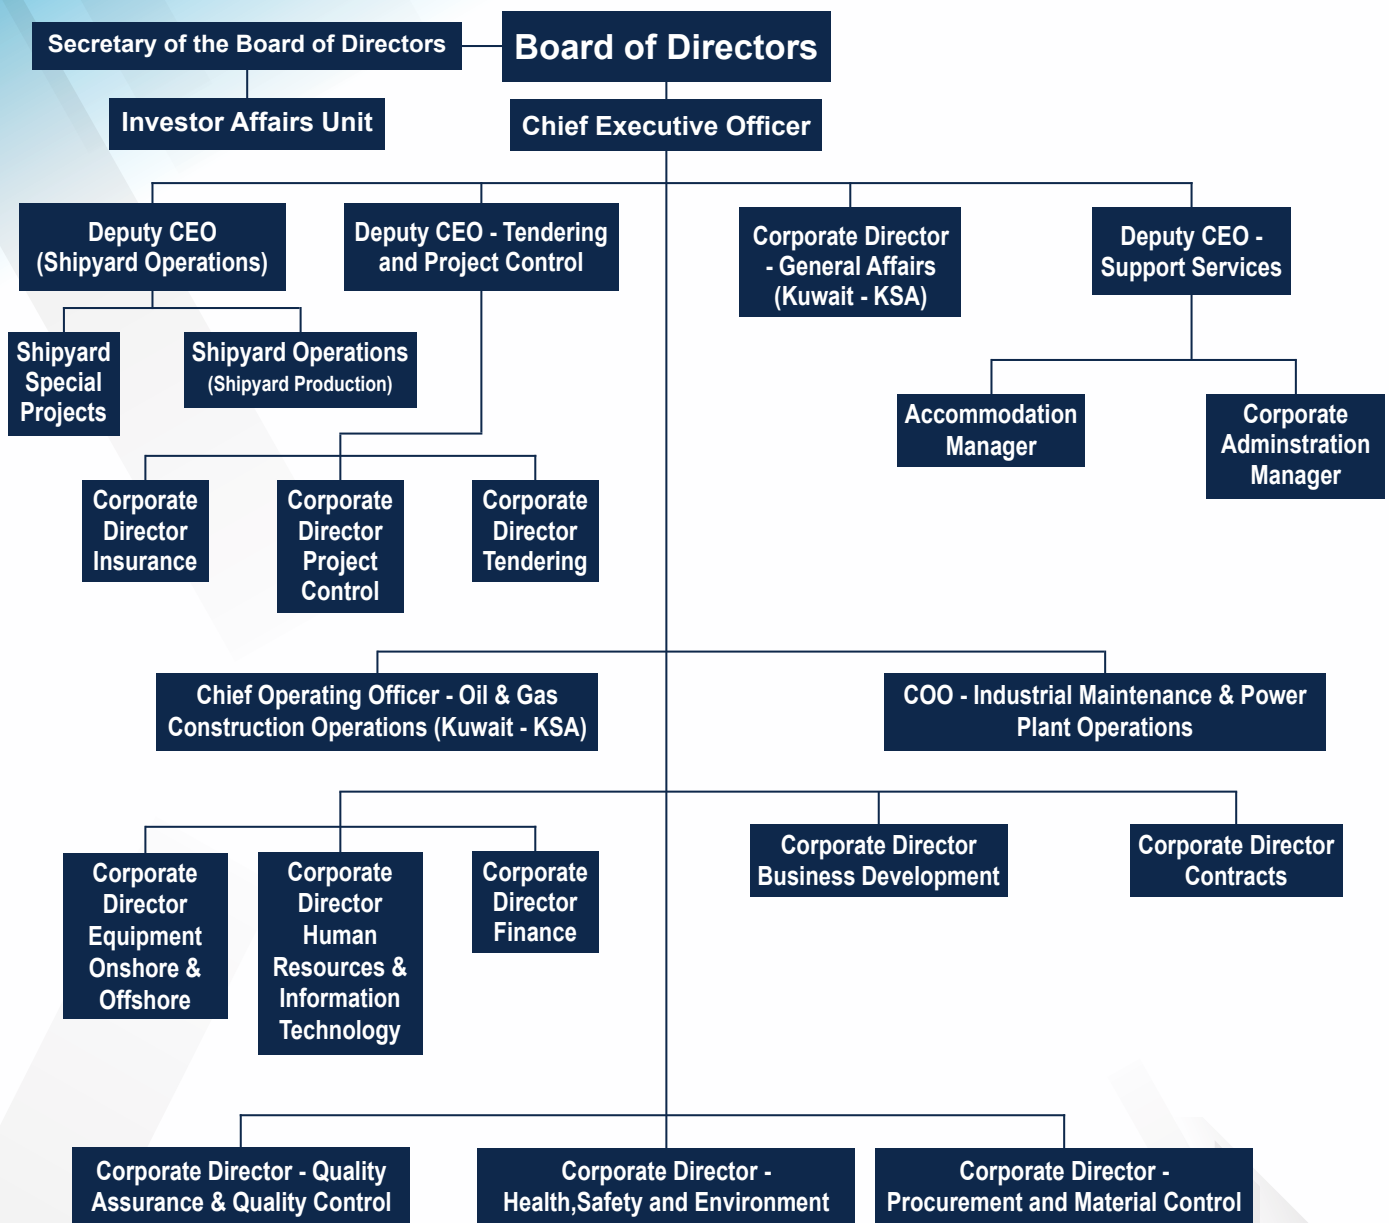 Secretary of the Board of Directors
Board of Directors
Investor Affairs Unit
Chief Executive Officer
Deputy CEO
(Shipyard Operations)
Deputy CEO - Tendering
and Project Control
Corporate Director
- General Affairs
(Kuwait - KSA)
Deputy CEO -
Support Services
Shipyard
Special
Projects
Shipyard Operations
(Shipyard Production)
Accommodation
Manager
Corporate
Adminstration
Manager
Corporate
Director
Insurance
Corporate
Director
Project
Control
Corporate
Director
Tendering
Chief Operating Officer - Oil & Gas
Construction Operations (Kuwait - KSA)
COO - Industrial Maintenance & Power
Plant Operations
Corporate
Director
Equipment
Onshore &
Offshore
Corporate
Director
Human
Resources &
Information
Technology
Corporate
Director
Finance
Corporate Director
Business Development
Corporate Director
Contracts
Corporate Director - Quality
Assurance & Quality Control
Corporate Director -
Health,Safety and Environment
Corporate Director -
Procurement and Material Control